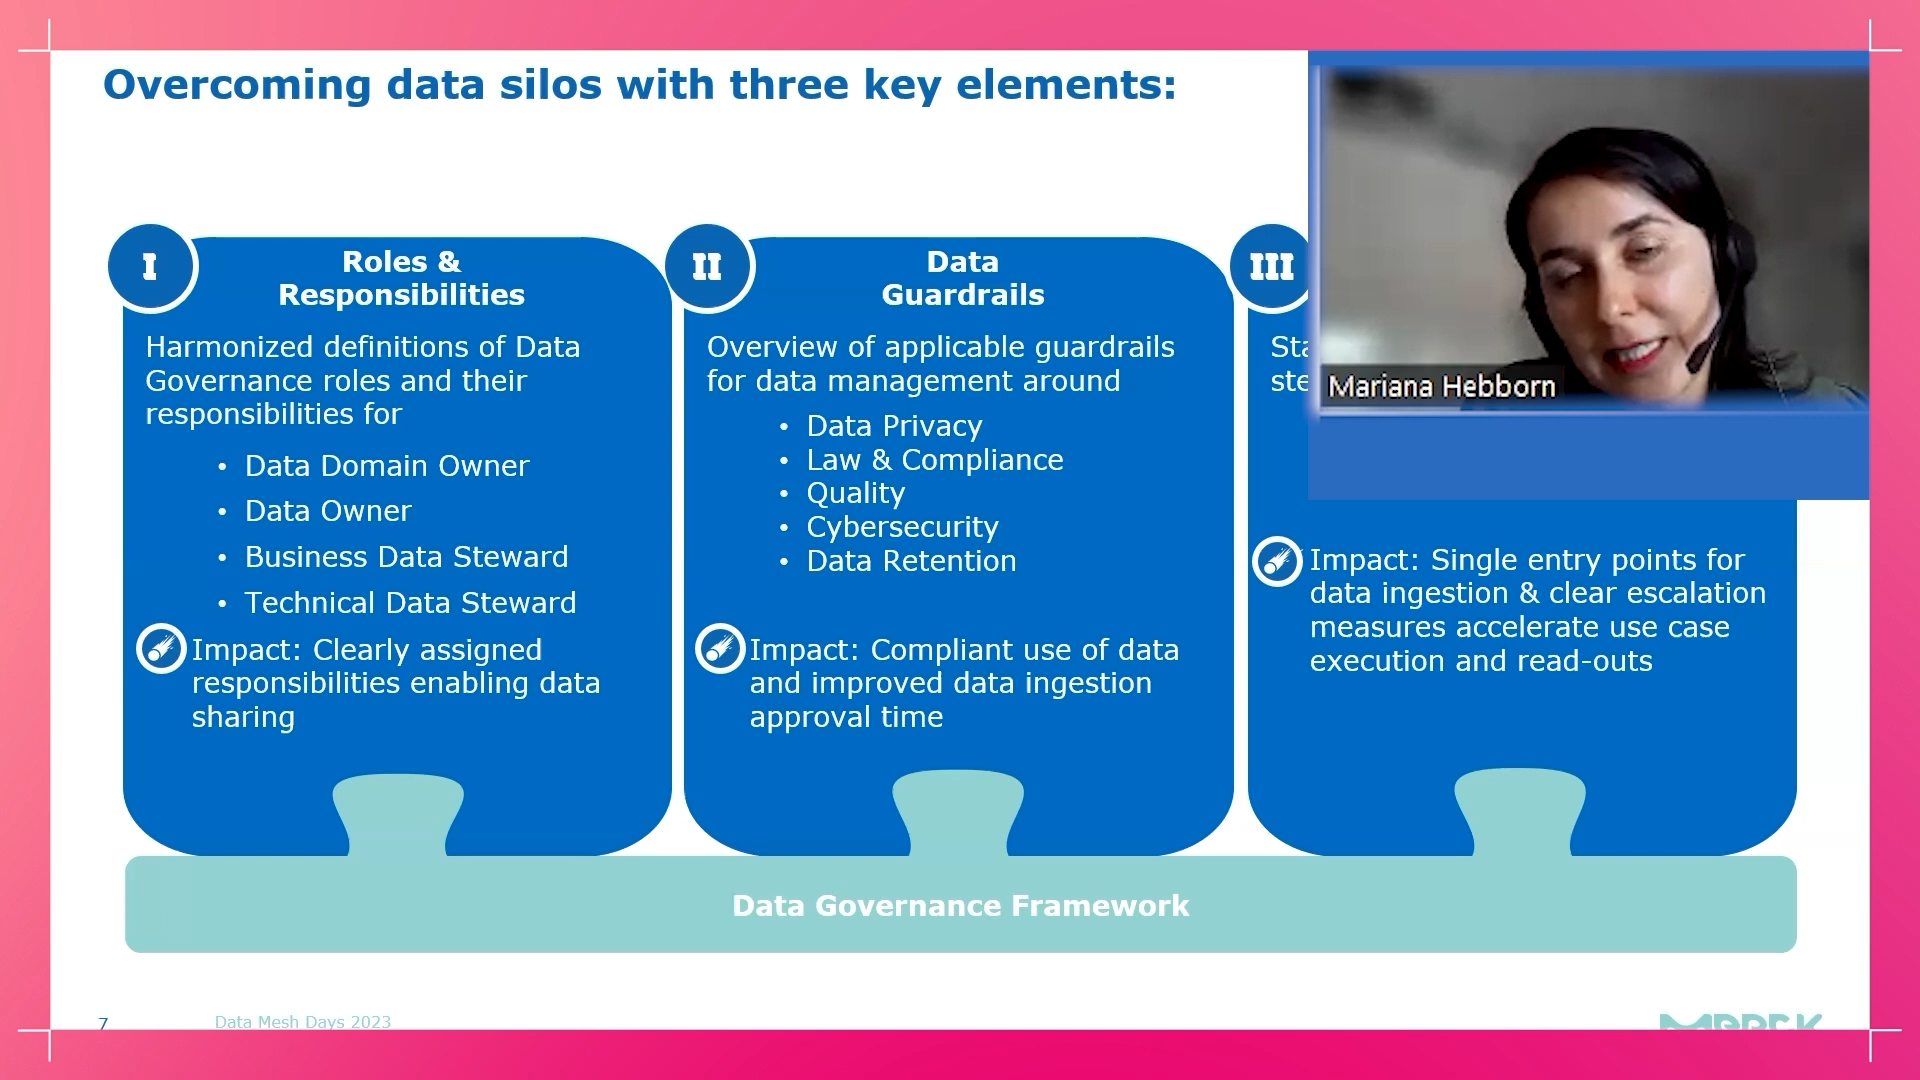 Overcoming data silos with three key elements:
I
Roles &
Responsibilities
Harmonized definitions of Data
Governance roles and their
responsibilities for
• Data Domain Owner
• Data Owner
• Business Data Steward
• Technical Data Steward
Impact: Clearly assigned
responsibilities enabling data
sharing
II
Data
Guardrails
Overview of applicable guardrails
for data management around
• Data Privacy
• Law & Compliance
• Quality
• Cybersecurity
• Data Retention
Impact: Compliant use of data
and improved data ingestion
approval time
III
Mariana Hebborn
Impact: Single entry points for
data ingestion & clear escalation
measures accelerate use case
execution and read-outs
Data Governance Framework
7
Data Mesh Days 2023
MERCK